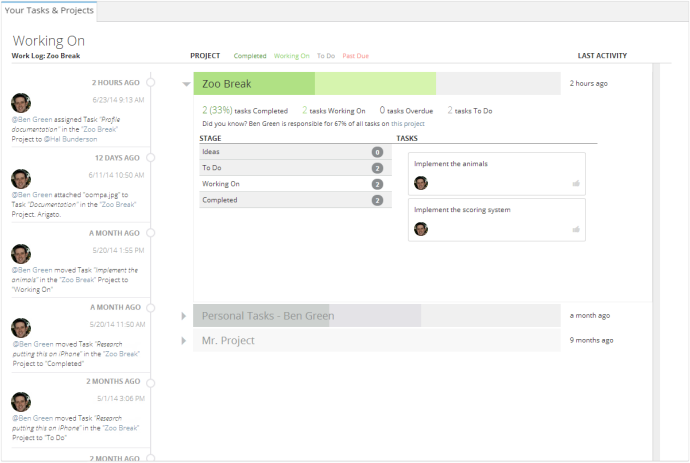 Your Tasks & Projects
Working On
Work Log: Zoo Break
PROJECT Completed Working On To Do Past Due LAST ACTIVITY
2 HOURS AGO
6/23/14 9:13 AM
@Ben Green assigned Task "Profile
documentation" in the "Zoo Break"
Project to @Hal Bunderson
12 DAYS AGO
6/11/14 10:50 AM
@Ben Green attached "oompa.jpg" to
Task "Documentation" in the "Zoo Break"
Project. Arigato.
A MONTH AGO
5/20/14 1:55 PM
@Ben Green moved Task "Implement the
animals" in the "Zoo Break" Project to
"Working On"
A MONTH AGO
5/20/14 11:50 AM
@Ben Green moved Task "Research
putting this on iPhone" in the "Zoo
Break" Project to "Completed"
2 MONTHS AGO
5/1/14 3:06 PM
@Ben Green moved Task "Research
putting this on iPhone" in the "Zoo Break"
Project to "To Do"
2 MONTH AGO
Zoo Break 2 hours ago
2 (33%) tasks Completed 2 tasks Working On 0 tasks Overdue 2 tasks To Do
Did you know? Ben Green is responsible for 67% of all tasks on this project
STAGE TASKS
Ideas 0
To Do 2
Working On 2
Completed 2
Implement the animals
Implement the scoring system
Personal Tasks - Ben Green a month ago
Mr. Project 9 months ago